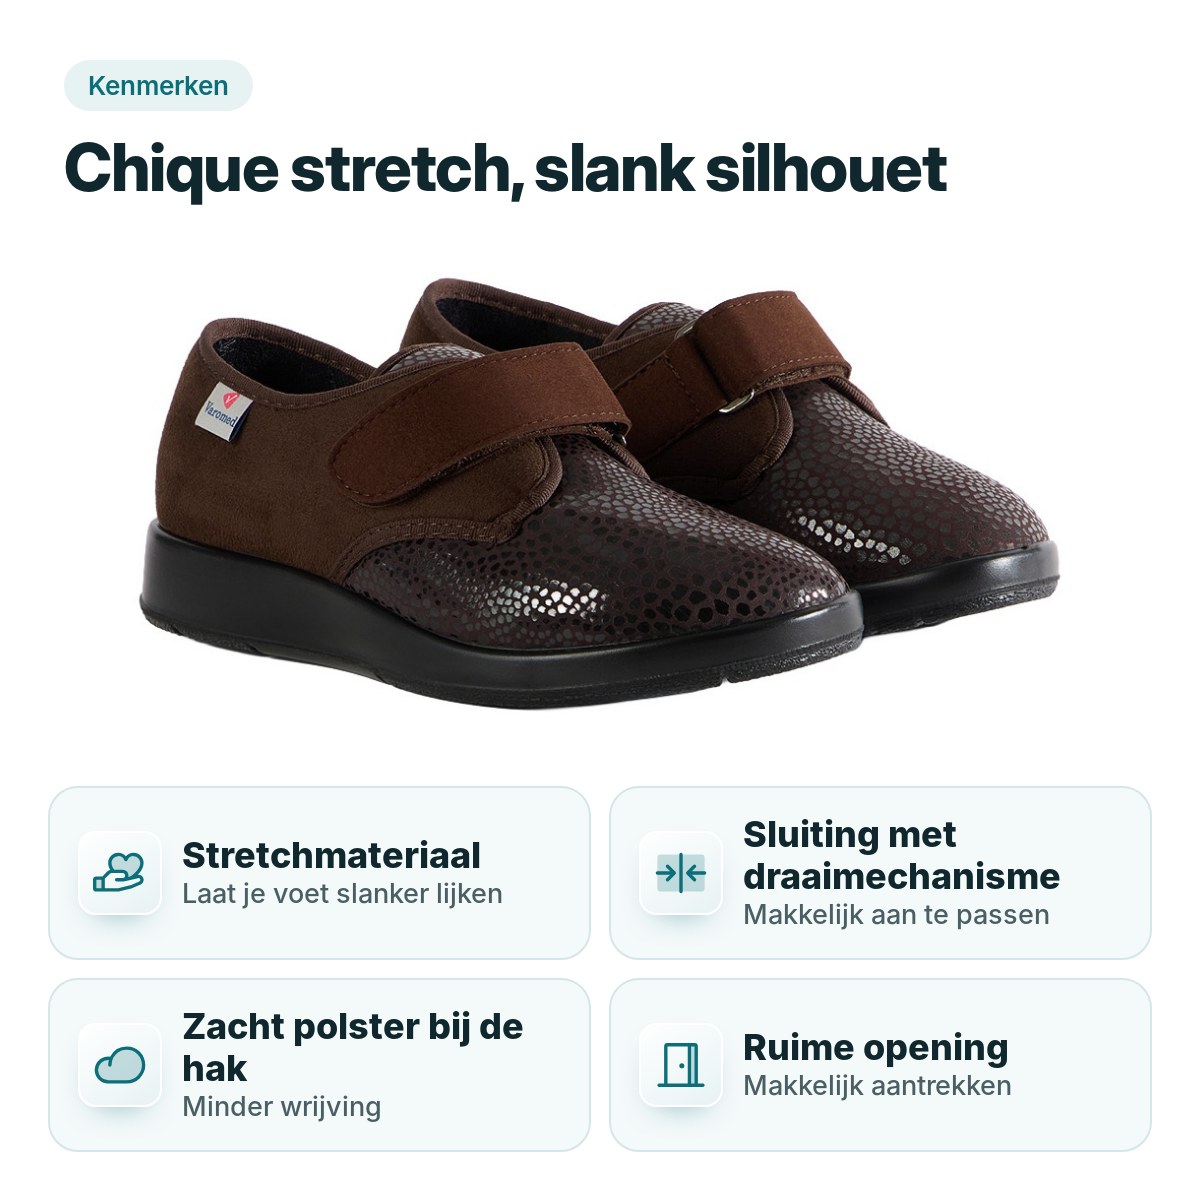 Kenmerken
Chique stretch, slank silhouet
Varomed
Stretchmateriaal
Laat je voet slanker lijken
Sluiting met
draaimechanisme
Makkelijk aan te passen
Zacht polster bij de
hak
Minder wrijving
Ruime opening
Makkelijk aantrekken